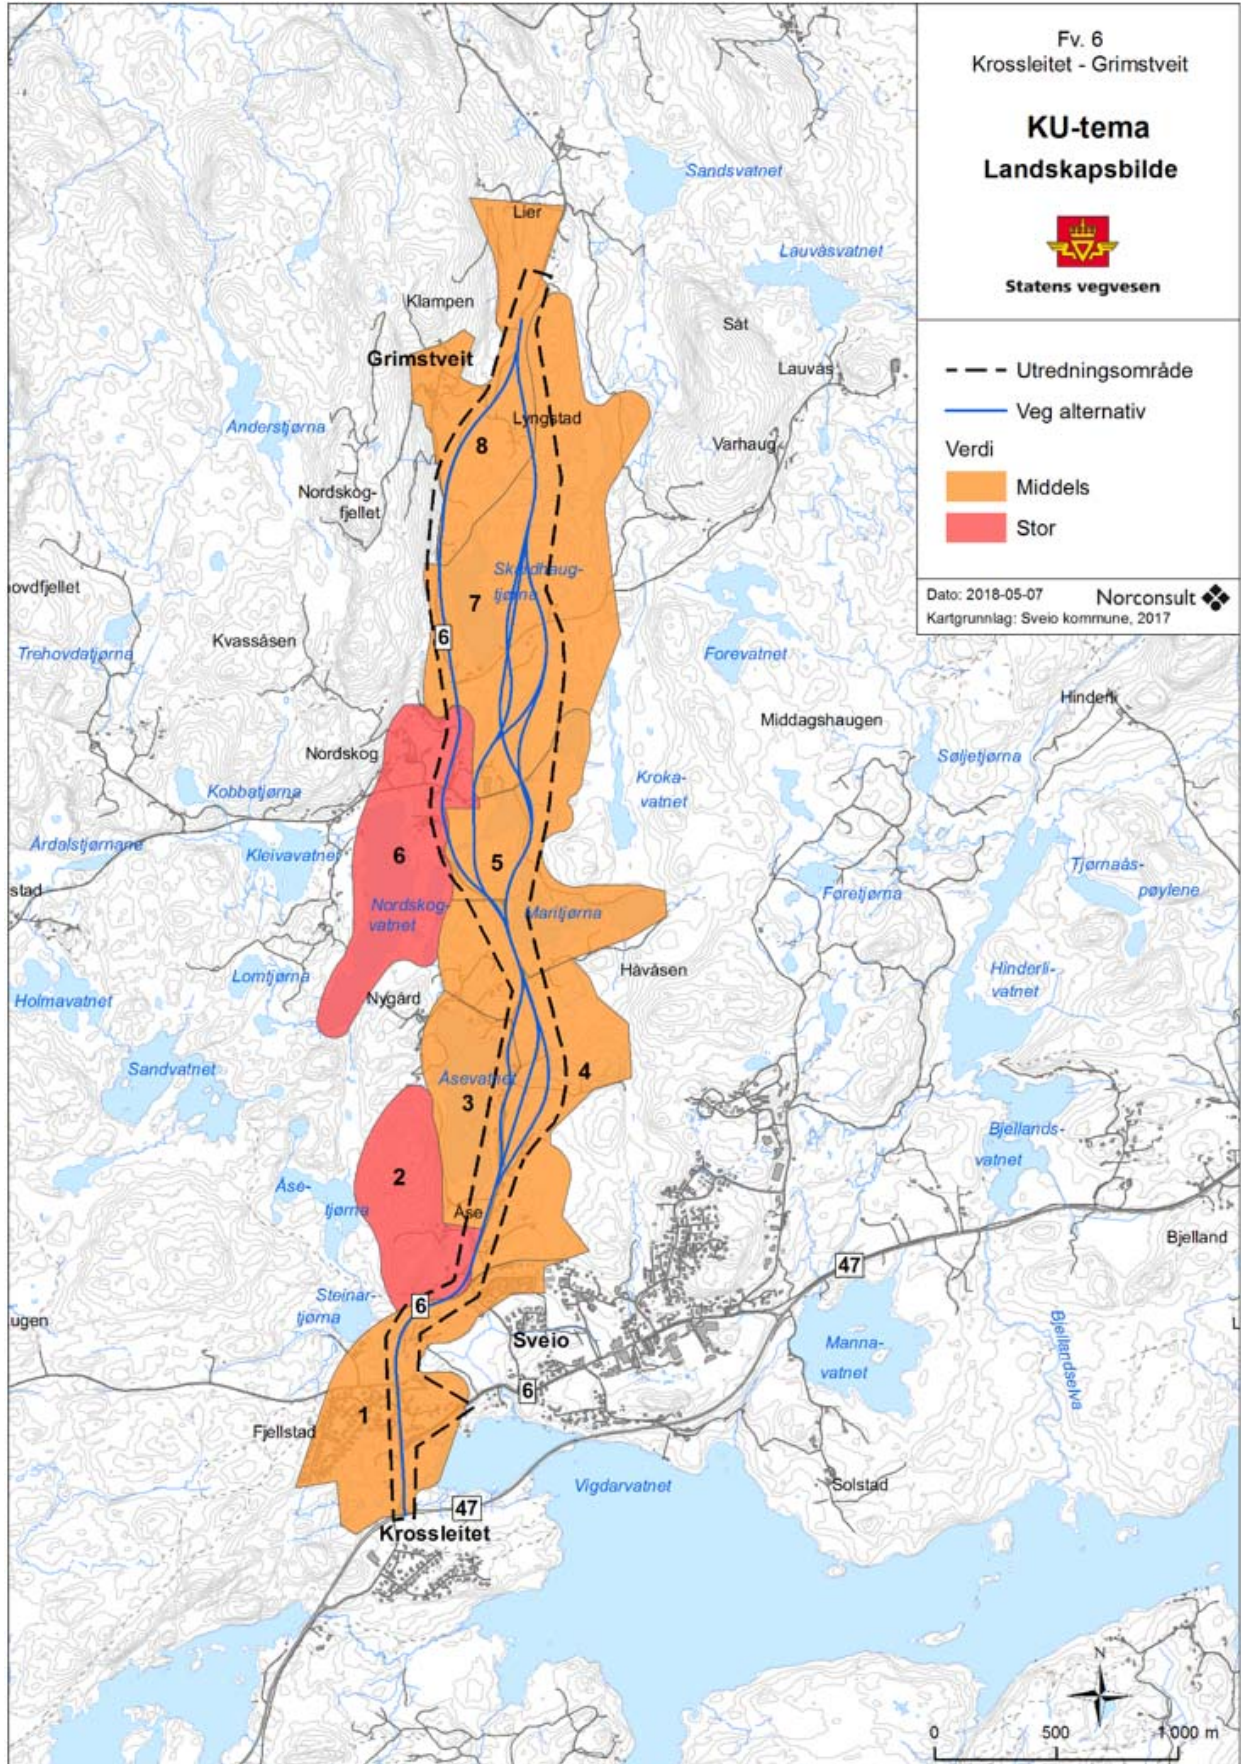 Fv. 6
Krossleitet - Grimstveit
KU-tema
Landskapsbilde
Statens vegvesen
Utredningsområde
Veg alternativ
Verdi
Middels
Stor
Dato: 2018-05-07
Norconsult
Kartgrunnlag: Sveio kommune, 2017
Sandsvatnet
Lier
Lauvåsvatnet
Klampen
Såt
Grimstveit
Lauvås
Lyngstad
Anderstjørna
8
Varhaug
Nordskog-
fjellet
Skardhaug-
tjørna
ovdfjellet
7
6
Kvassåsen
Trehovdatjørna
Forevatnet
Hinderli
Middagshaugen
Nordskog
Søljetjørna
Kroka-
vatnet
Kobbatjørna
Årdalstjørnane
Kleivavatnet
6
5
Tjørnaås-
pøylene
stad
Foretjørna
Nordskog-
vatnet
Maritjørna
Lomtjørna
Håvåsen
Hinderli-
vatnet
Holmavatnet
Nygård
Sandvatnet
Åsevatnet
4
3
Bjellands-
vatnet
2
Åse-
tjørna
Åse
Bjelland
47
Steinar-
tjørna
6
ugen
Sveio
Manna-
vatnet
Bjellandselva
L
6
1
Fjellstad
Vigdarvatnet
Solstad
47
Krossleitet
N
0 500 1 000 m